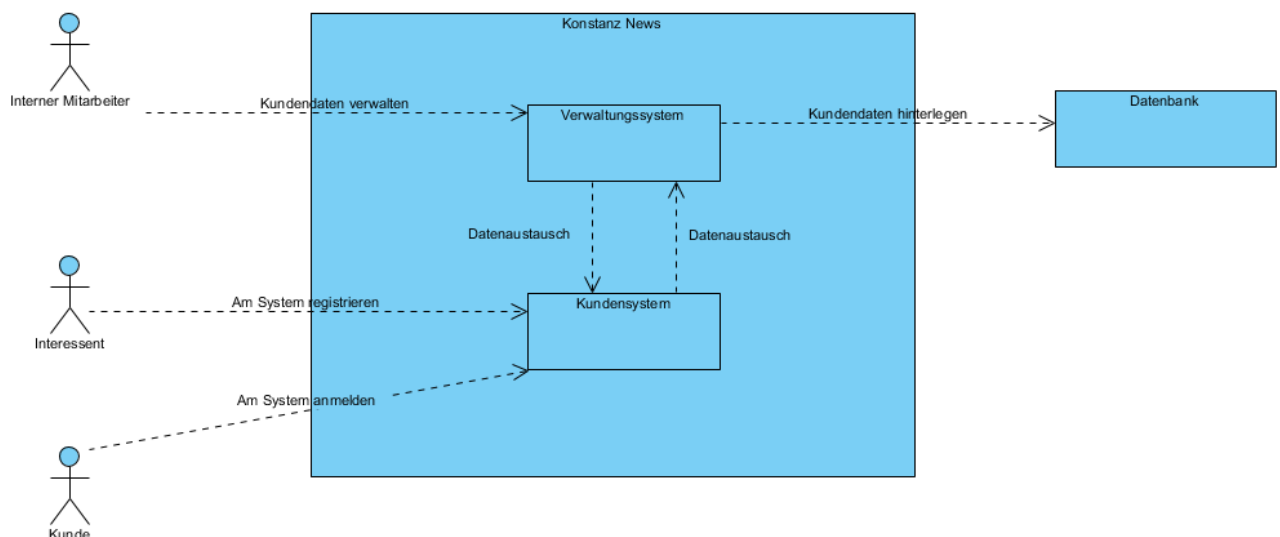 Konstanz News
Interner Mitarbeiter
Kundendaten verwalten
Verwaltungssystem
Kundendaten hinterlegen
Datenbank
Datenaustausch
Datenaustausch
Am System registrieren
Kundensystem
Interessent
Am System anmelden
Kunde